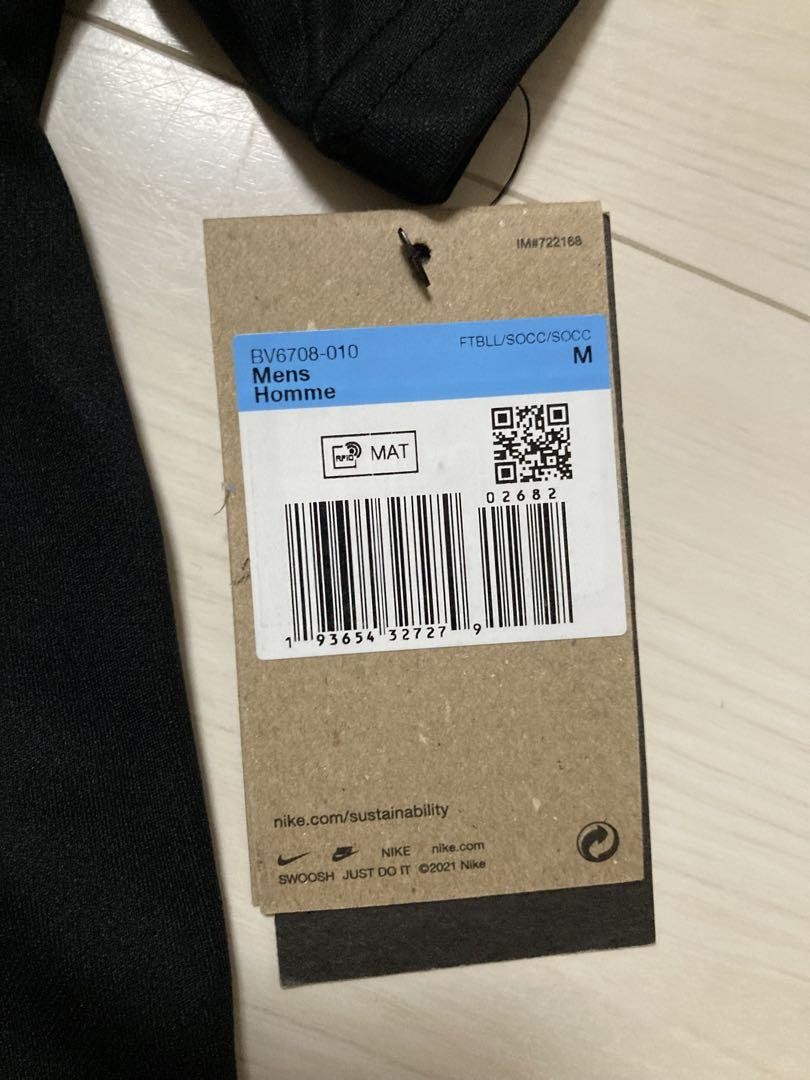 IM#722168
BV6708-010
FTBLL/SOCC/SOCC
Mens
M
Homme
RFID
MAT
02682
1 93654 32727 9
nike.com/sustainability
NIKE nike.com
SWOOSH JUST DO IT ©2021 Nike